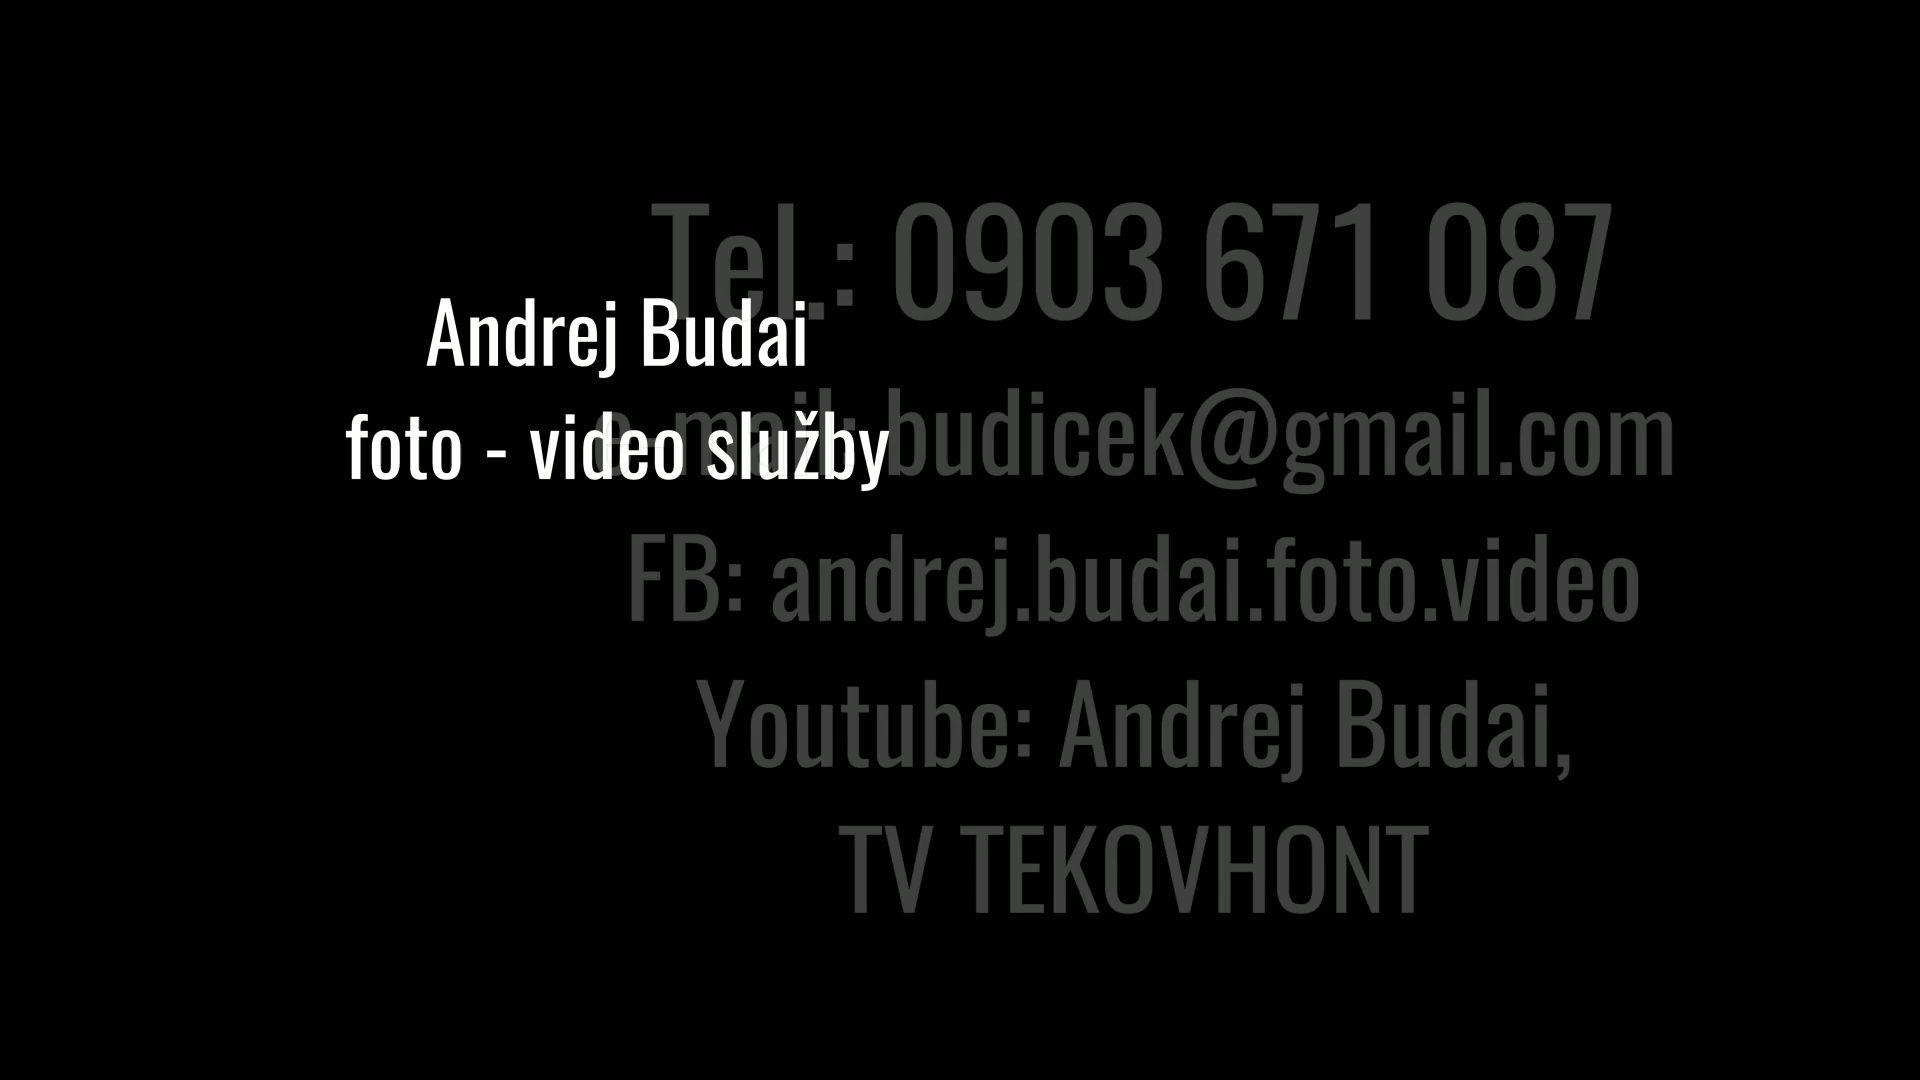 Tel.: 0903 671 087
Andrej Budai
e-mail: budicek@gmail.com
foto - video služby
FB: andrej.budai.foto.video
Youtube: Andrej Budai,
TV TEKOVHONT